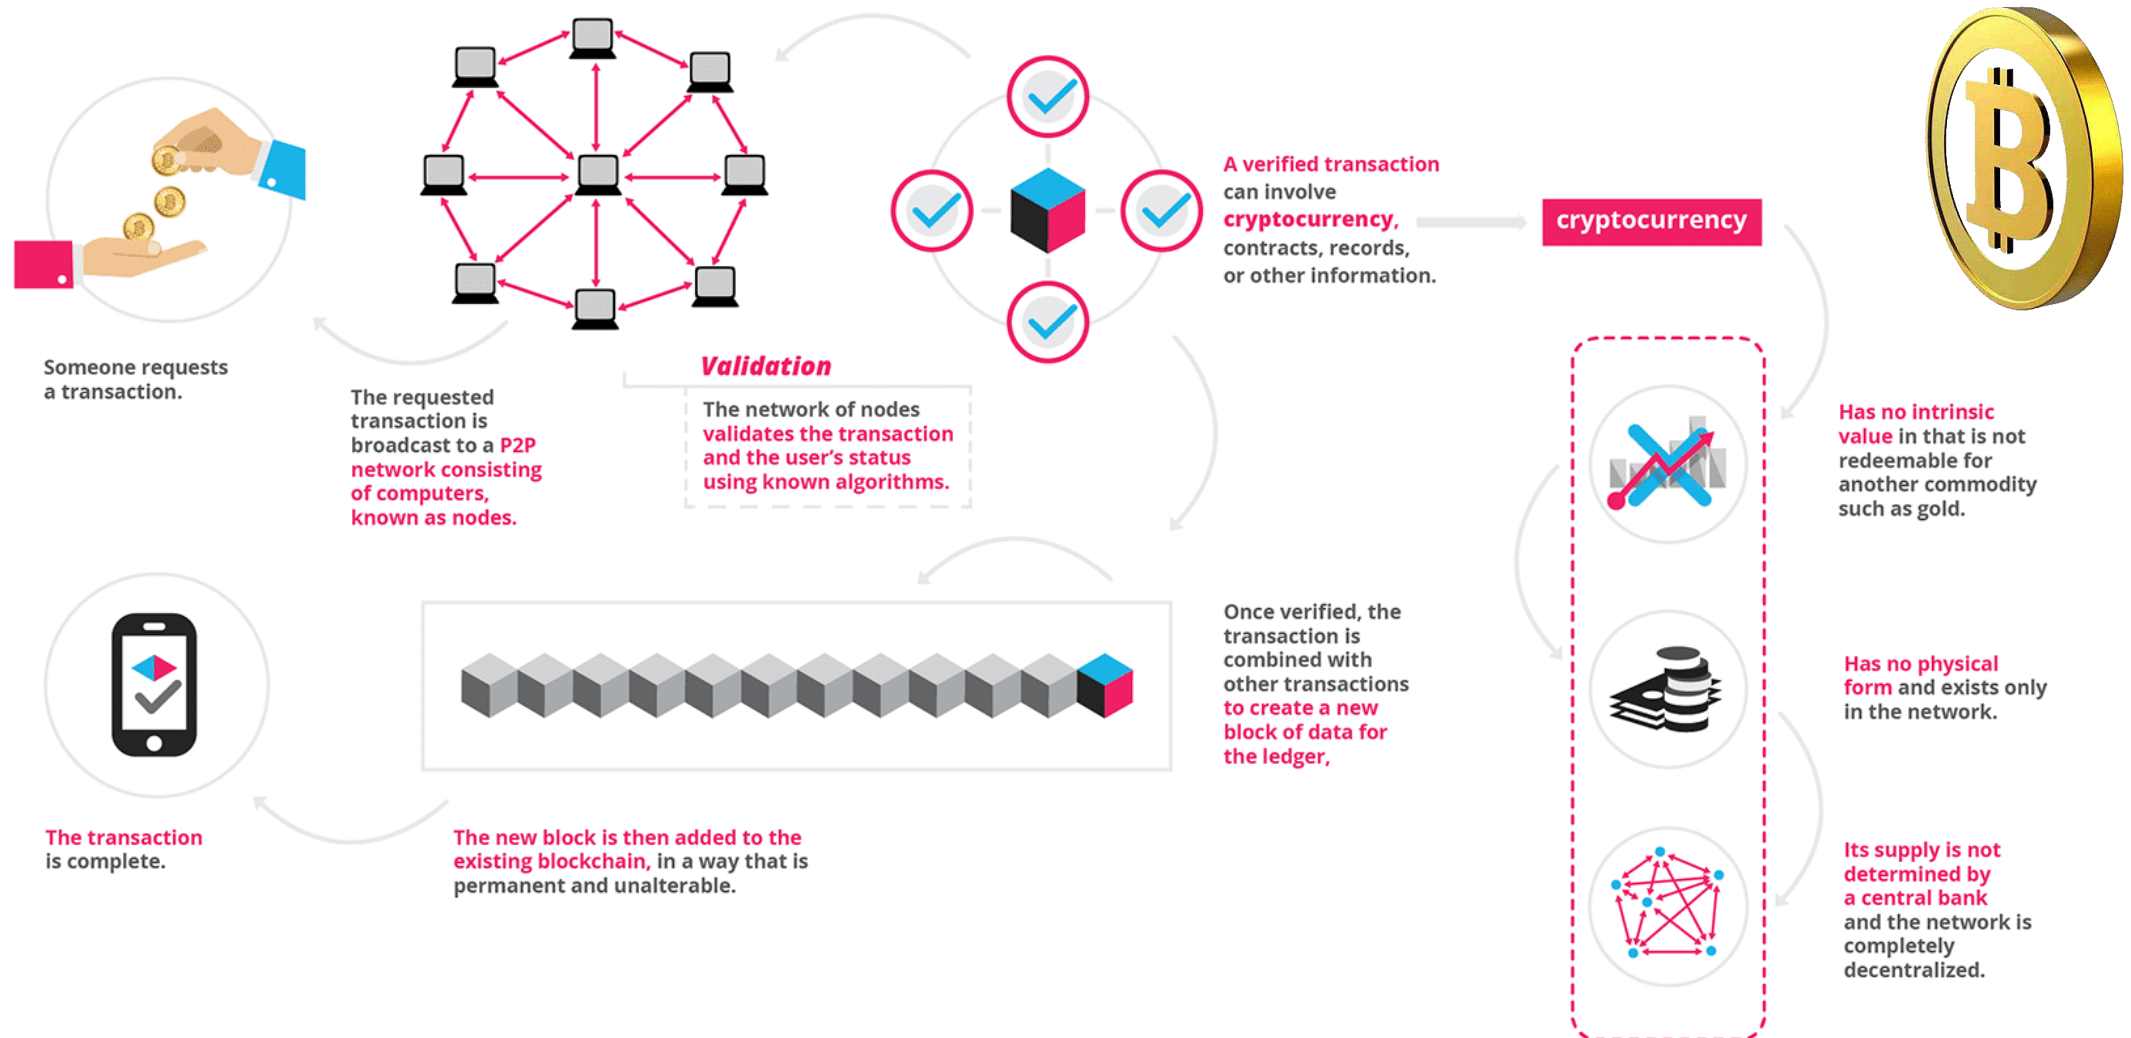 Someone requests
a transaction.
The requested
transaction is
broadcast to a P2P
network consisting
of computers,
known as nodes.
Validation
The network of nodes
validates the transaction
and the user's status
using known algorithms.
A verified transaction
can involve
cryptocurrency,
contracts, records,
or other information.
cryptocurrency
Has no intrinsic
value in that is not
redeemable for
another commodity
such as gold.
Has no physical
form and exists only
in the network.
Its supply is not
determined by
a central bank
and the network is
completely
decentralized.
Once verified, the
transaction is
combined with
other transactions
to create a new
block of data for
the ledger,
The new block is then added to the
existing blockchain, in a way that is
permanent and unalterable.
The transaction
is complete.